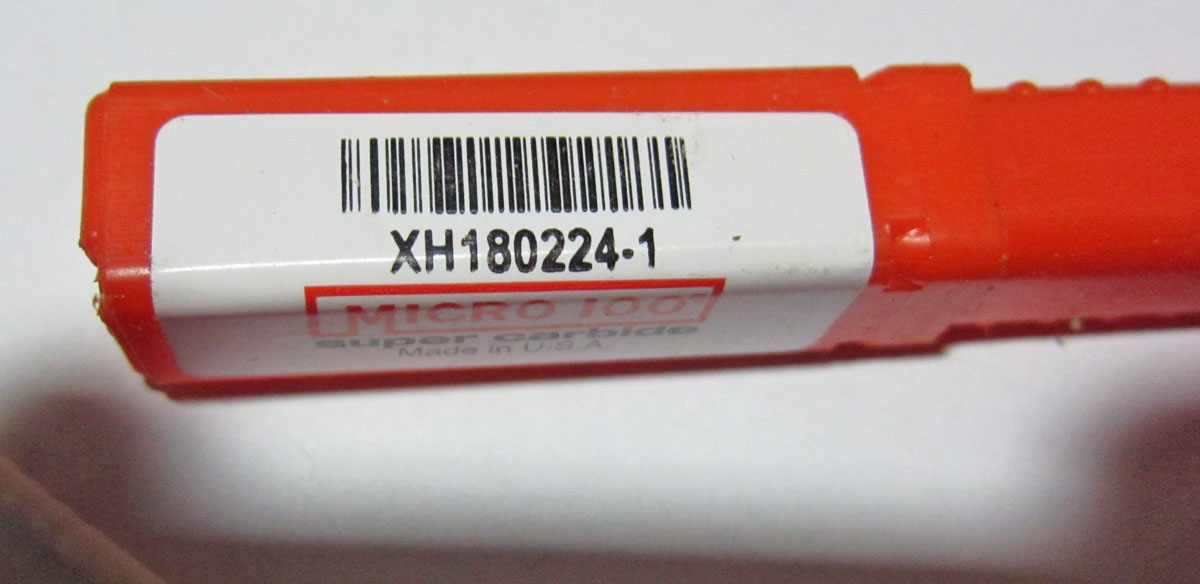 XH180224-1
MICRO 100
super carbide
Made in U.S.A.